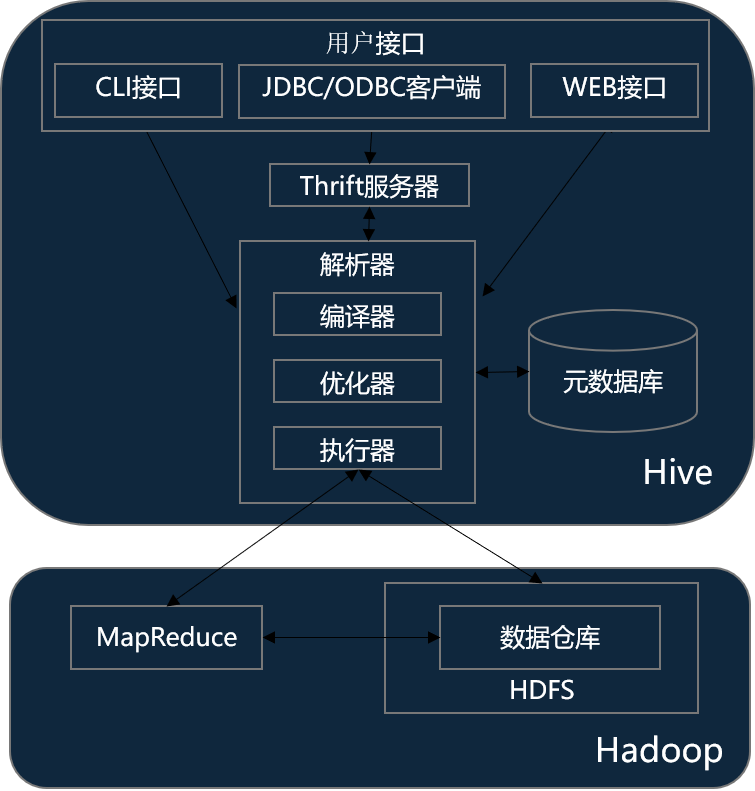 用户接口
CLI接口
JDBC/ODBC客户端
WEB接口
Thrift服务器
解析器
编译器
优化器
元数据库
执行器
Hive
MapReduce
数据仓库
HDFS
Hadoop